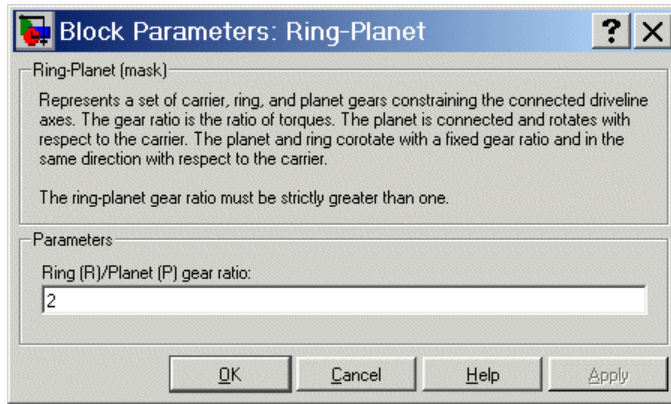 Block Parameters: Ring-Planet
Ring-Planet (mask)
Represents a set of carrier, ring, and planet gears constraining the connected driveline
axes. The gear ratio is the ratio of torques. The planet is connected and rotates with
respect to the carrier. The planet and ring corotate with a fixed gear ratio and in the
same direction with respect to the carrier.
The ring-planet gear ratio must be strictly greater than one.
Parameters
Ring (R)/Planet (P) gear ratio:
2
OK Cancel Help Apply